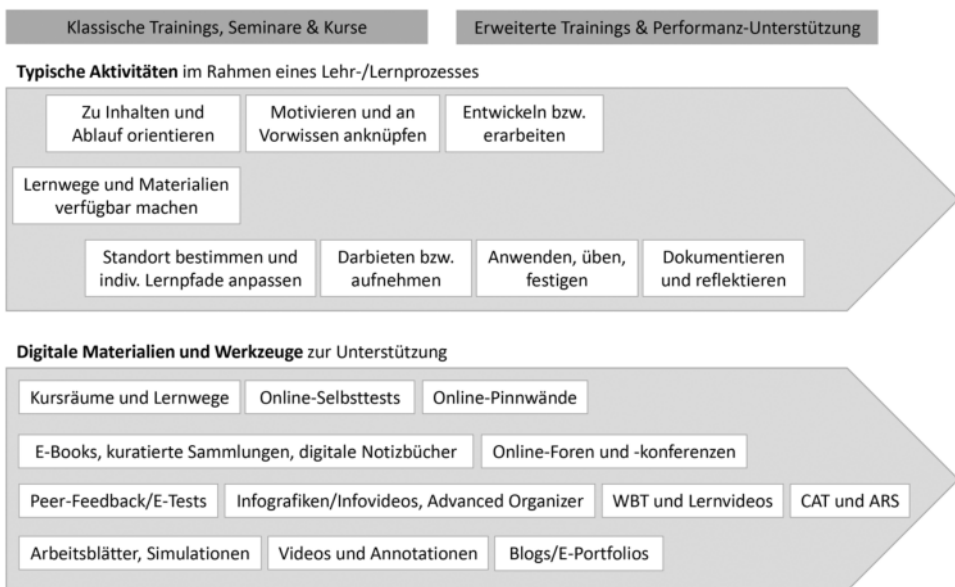 Klassische Trainings, Seminare & Kurse
Erweiterte Trainings & Performanz-Unterstützung
Typische Aktivitäten im Rahmen eines Lehr-/Lernprozesses
Zu Inhalten und
Ablauf orientieren
Motivieren und an
Vorwissen anknüpfen
Entwickeln bzw.
erarbeiten
Lernwege und Materialien
verfügbar machen
Standort bestimmen und
indiv. Lernpfade anpassen
Darbieten bzw.
aufnehmen
Anwenden, üben,
festigen
Dokumentieren
und reflektieren
Digitale Materialien und Werkzeuge zur Unterstützung
Kursräume und Lernwege
Online-Selbsttests
Online-Pinnwände
E-Books, kuratierte Sammlungen, digitale Notizbücher
Online-Foren und -konferenzen
Peer-Feedback/E-Tests
Infografiken/Infovideos, Advanced Organizer
WBT und Lernvideos
CAT und ARS
Arbeitsblätter, Simulationen
Videos und Annotationen
Blogs/E-Portfolios